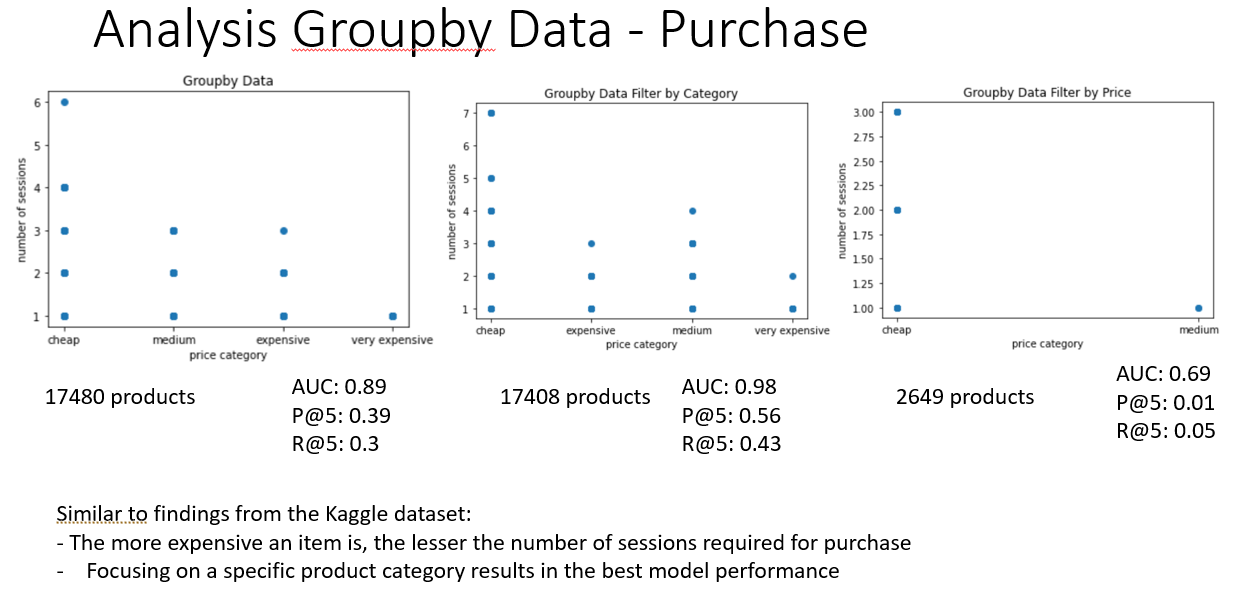 Analysis Groupby Data - Purchase
Groupby Data
6
5
4
3
2
1
number of sessions
cheap
medium
expensive
very expensive
price category
Groupby Data Filter by Category
7
6
5
4
3
2
1
number of sessions
cheap
expensive
medium
very expensive
price category
Groupby Data Filter by Price
3.00
2.75
2.50
2.25
2.00
1.75
1.50
1.25
1.00
number of sessions
cheap
medium
price category
17480 products
AUC: 0.89
P@5: 0.39
R@5: 0.3
17408 products
AUC: 0.98
P@5: 0.56
R@5: 0.43
2649 products
AUC: 0.69
P@5: 0.01
R@5: 0.05
Similar to findings from the Kaggle dataset:
- The more expensive an item is, the lesser the number of sessions required for purchase
- Focusing on a specific product category results in the best model performance